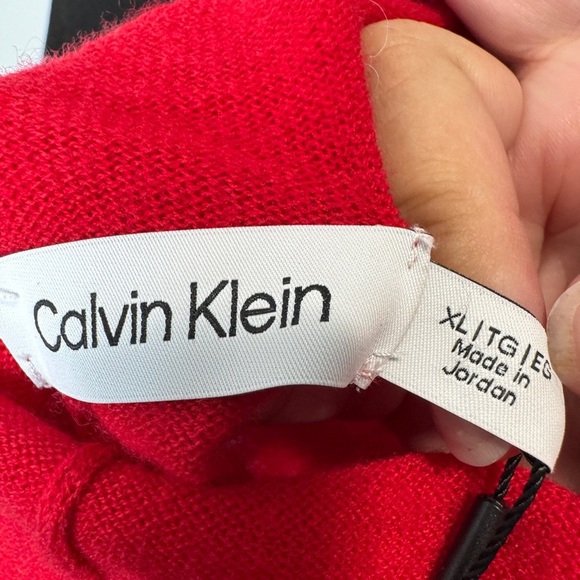 Calvin Klein
XL|TG|EG
Made in
Jordan